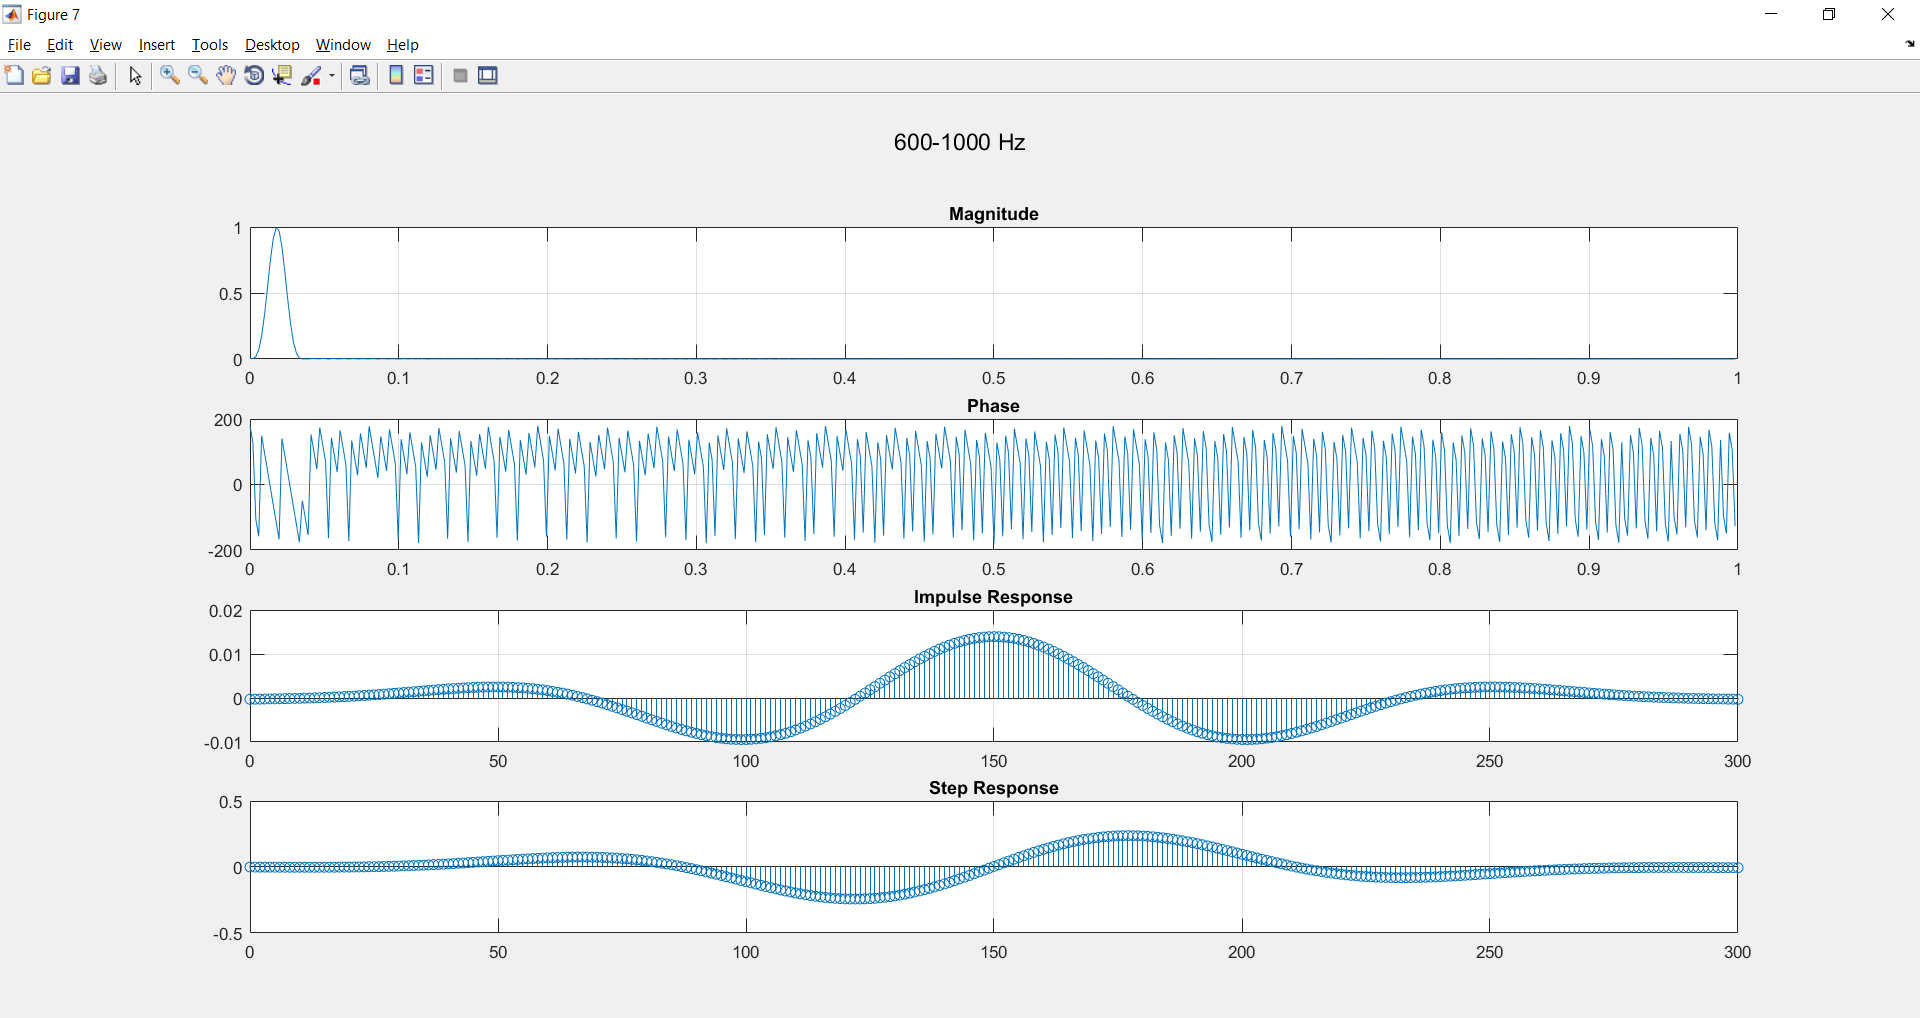 Figure 7
File Edit View Insert Tools Desktop Window Help
600-1000 Hz
Magnitude
1
0.5
0
0 0.1 0.2 0.3 0.4 0.5 0.6 0.7 0.8 0.9 1
Phase
200
0
-200
0 0.1 0.2 0.3 0.4 0.5 0.6 0.7 0.8 0.9 1
Impulse Response
0.02
0.01
0
-0.01
0 50 100 150 200 250 300
Step Response
0.5
0
-0.5
0 50 100 150 200 250 300